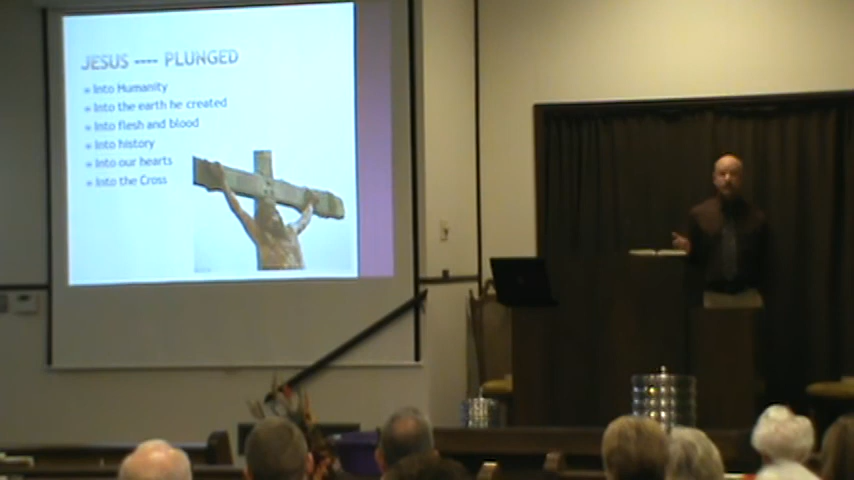 JESUS ---- PLUNGED
Into Humanity
Into the earth he created
Into flesh and blood
Into history
Into our hearts
Into the Cross